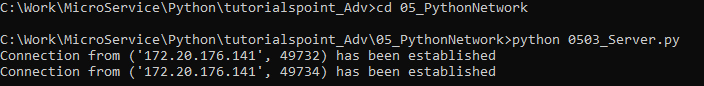 C:\Work\MicroService\Python\tutorialspoint_Adv>cd 05_PythonNetwork
C:\Work\MicroService\Python\tutorialspoint_Adv\05_PythonNetwork>python 0503_Server.py
Connection from ('172.20.176.141', 49732) has been established
Connection from ('172.20.176.141', 49734) has been established